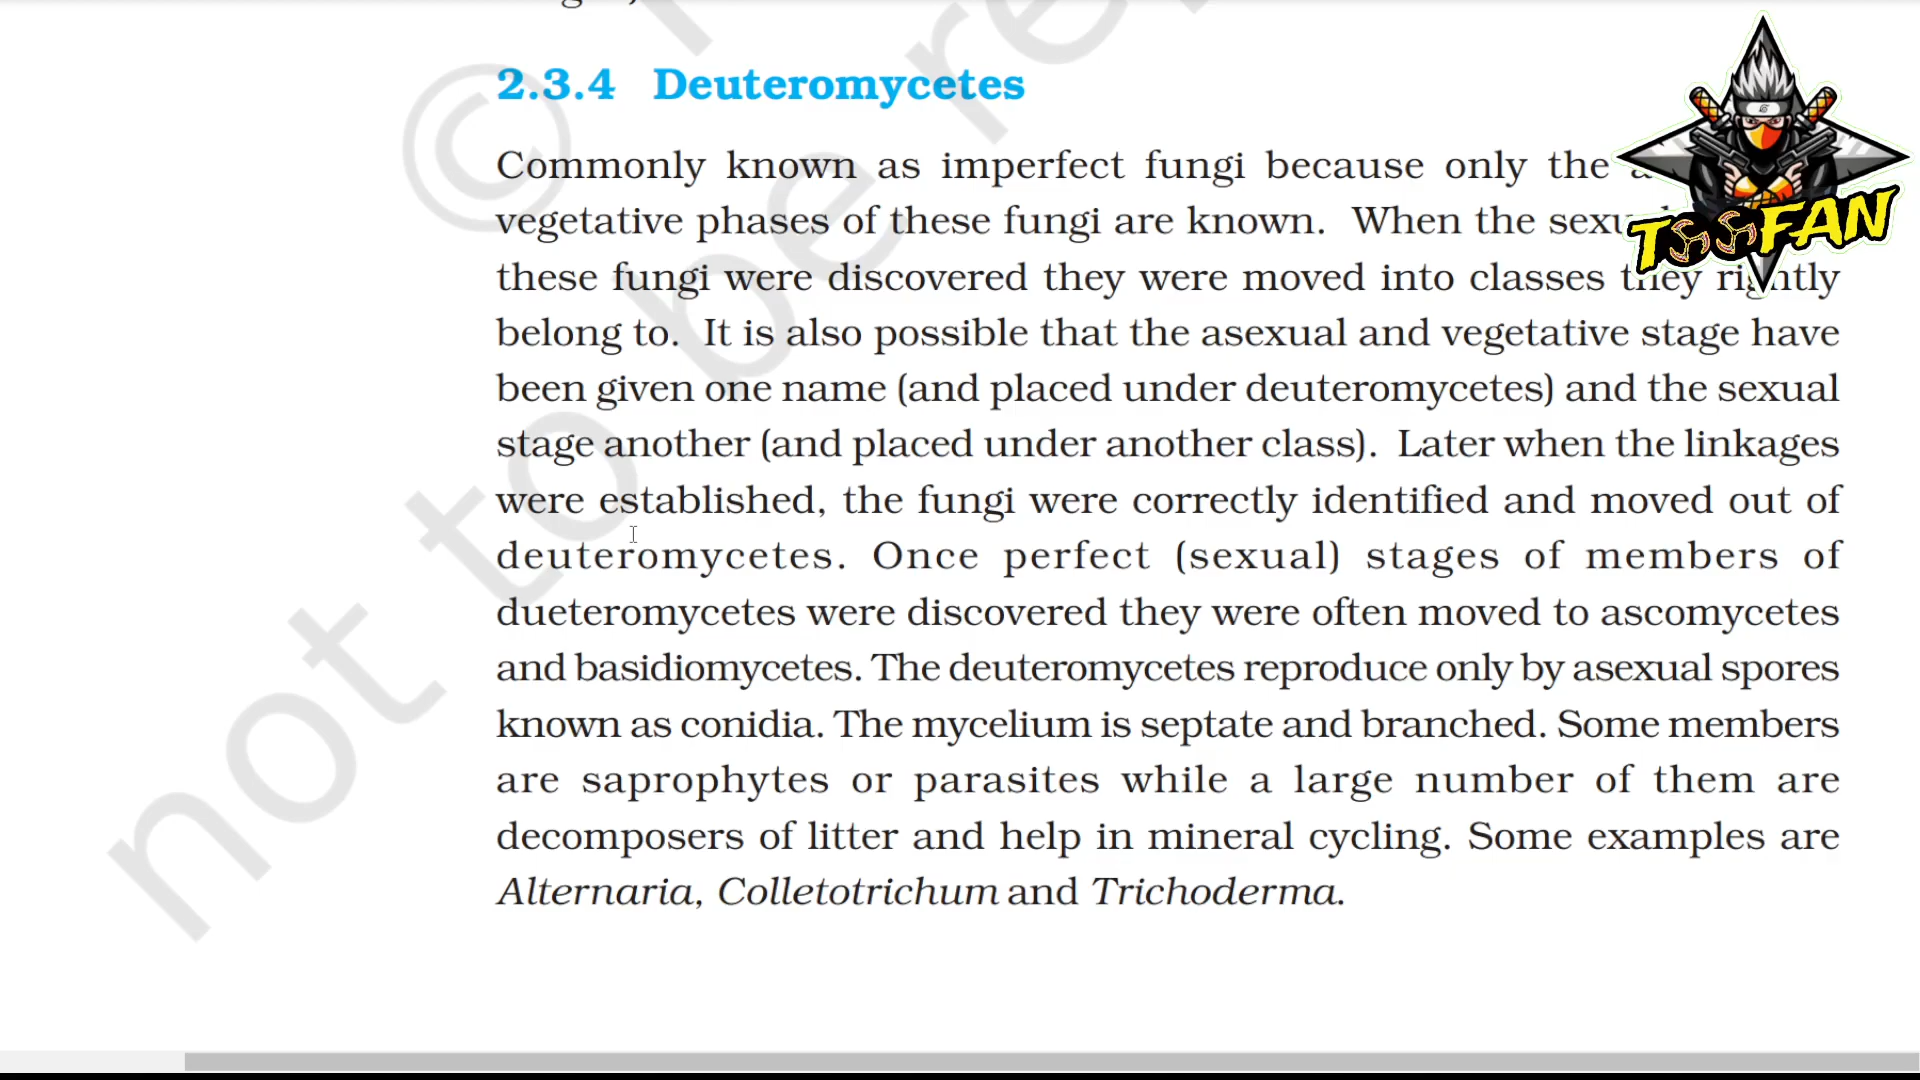 2.3.4 Deuteromycetes
Commonly known as imperfect fungi because only the
vegetative phases of these fungi are known. When the
these fungi were discovered they were moved into classes they rightly
belong to. It is also possible that the asexual and vegetative stage have
been given one name (and placed under deuteromycetes) and the sexual
stage another (and placed under another class). Later when the linkages
were established, the fungi were correctly identified and moved out of
deuteromycetes. Once perfect (sexual) stages of members of
dueteromycetes were discovered they were often moved to ascomycetes
and basidiomycetes. The deuteromycetes reproduce only by asexual spores
known as conidia. The mycelium is septate and branched. Some members
are saprophytes or parasites while a large number of them are
decomposers of litter and help in mineral cycling. Some examples are
Alternaria, Colletotrichum and Trichoderma.
TOOFAN
© not to be